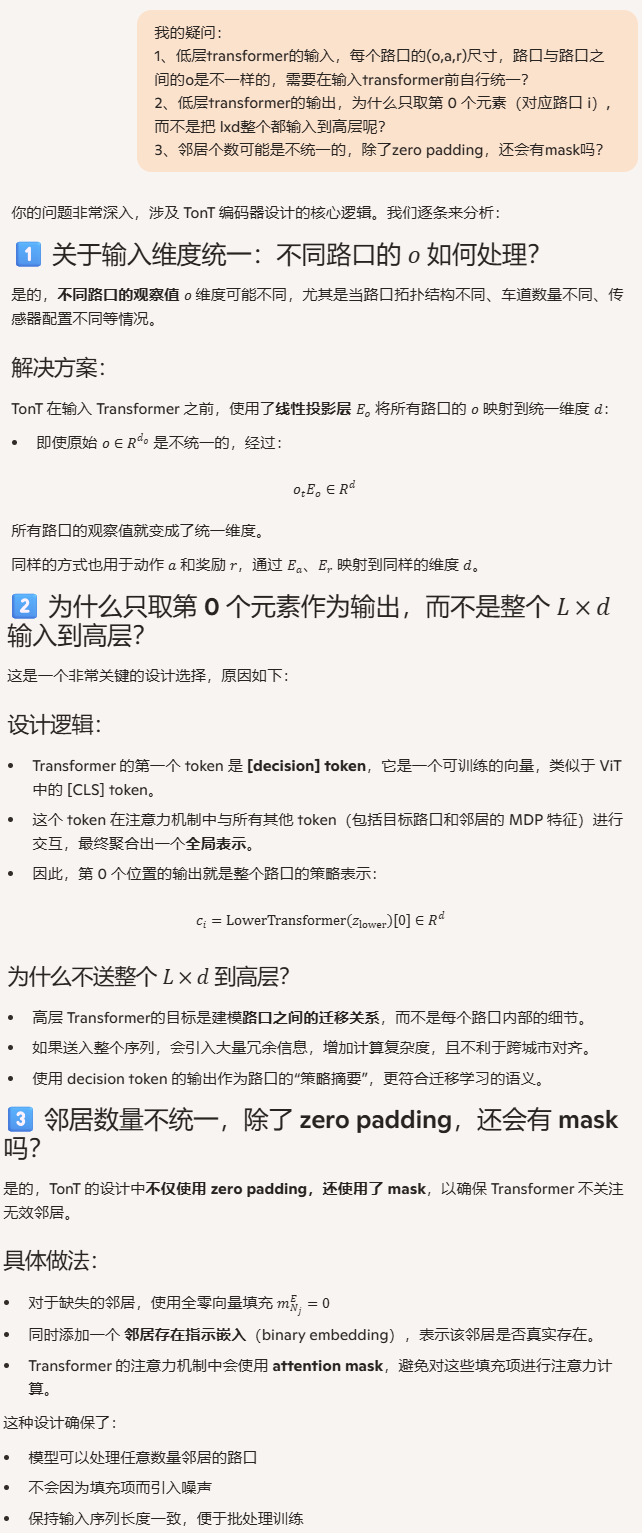 我的疑问：
1、低层transformer的输入，每个路口的(o,a,r)尺寸，路口与路口之
间的o是不一样的，需要在输入transformer前自行统一？
2、低层transformer的输出，为什么只取第 0 个元素（对应路口 i），
而不是把 lxd整个都输入到高层呢？
3、邻居个数可能是不统一的，除了zero padding，还会有mask吗？
你的问题非常深入，涉及 TonT 编码器设计的核心逻辑。我们逐条来分析：
1 关于输入维度统一：不同路口的 o 如何处理？
是的，不同路口的观察值 o 维度可能不同，尤其是当路口拓扑结构不同、车道数量不同、传
感器配置不同等情况。
解决方案：
TonT 在输入 Transformer 之前，使用了线性投影层 Eₒ 将所有路口的 o 映射到统一维度 d：
• 即使原始 o ∈ R^{d_o} 是不统一的，经过：
o_t E_o ∈ R^d
所有路口的观察值就变成了统一维度。
同样的方式也用于动作 a 和奖励 r，通过 E_a、E_r 映射到同样的维度 d。
2 为什么只取第 0 个元素作为输出，而不是整个 L × d
输入到高层？
这是一个非常关键的设计选择，原因如下：
设计逻辑：
• Transformer 的第一个 token 是 [decision] token，它是一个可训练的向量，类似于 ViT
中的 [CLS] token。
• 这个 token 在注意力机制中与所有其他 token（包括目标路口和邻居的 MDP 特征）进行
交互，最终聚合出一个全局表示。
• 因此，第 0 个位置的输出就是整个路口的策略表示：
c_i = LowerTransformer(z_lower)[0] ∈ R^d
为什么不送整个 L × d 到高层？
• 高层 Transformer的目标是建模路口之间的迁移关系，而不是每个路口内部的细节。
• 如果送入整个序列，会引入大量冗余信息，增加计算复杂度，且不利于跨城市对齐。
• 使用 decision token 的输出作为路口的“策略摘要”，更符合迁移学习的语义。
3 邻居数量不统一，除了 zero padding，还会有 mask
吗？
是的，TonT 的设计中不仅使用 zero padding，还使用了 mask，以确保 Transformer 不关注
无效邻居。
具体做法：
• 对于缺失的邻居，使用全零向量填充 m^E_{N_j} = 0
• 同时添加一个 邻居存在指示嵌入（binary embedding），表示该邻居是否真实存在。
• Transformer 的注意力机制中会使用 attention mask，避免对这些填充项进行注意力计
算。
这种设计确保了：
• 模型可以处理任意数量邻居的路口
• 不会因为填充项而引入噪声
• 保持输入序列长度一致，便于批处理训练